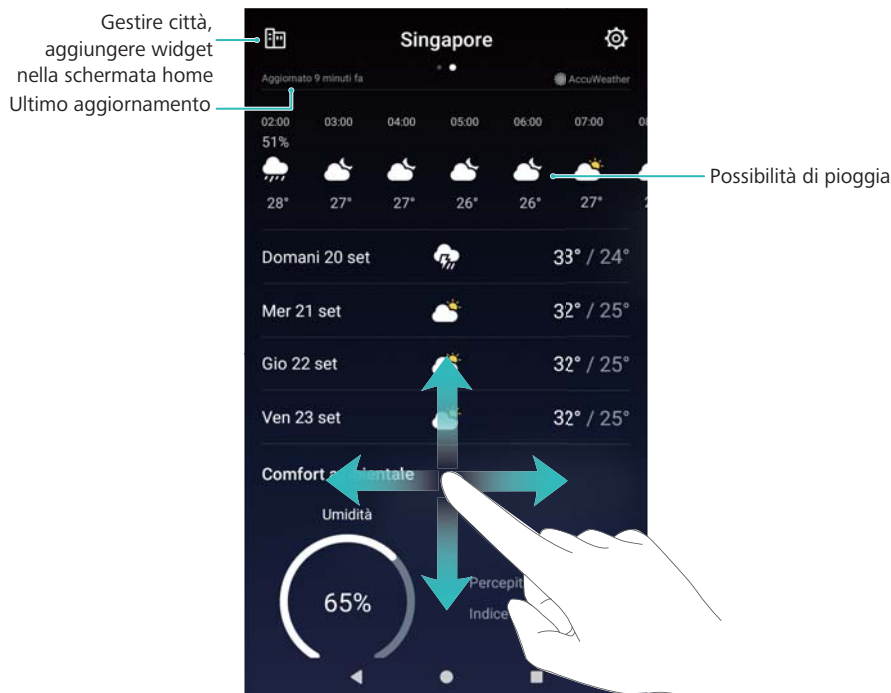 Gestire città,
aggiungere widget
nella schermata home
Ultimo aggiornamento
Singapore
Aggiornato 9 minuti fa
AccuWeather
02:00 03:00 04:00 05:00 06:00 07:00
51%
Possibilità di pioggia
28° 27° 27° 26° 26° 27°
Domani 20 set 33° / 24°
Mer 21 set 32° / 25°
Gio 22 set 32° / 25°
Ven 23 set 32° / 25°
Comfort
Umidità
65%
Indice